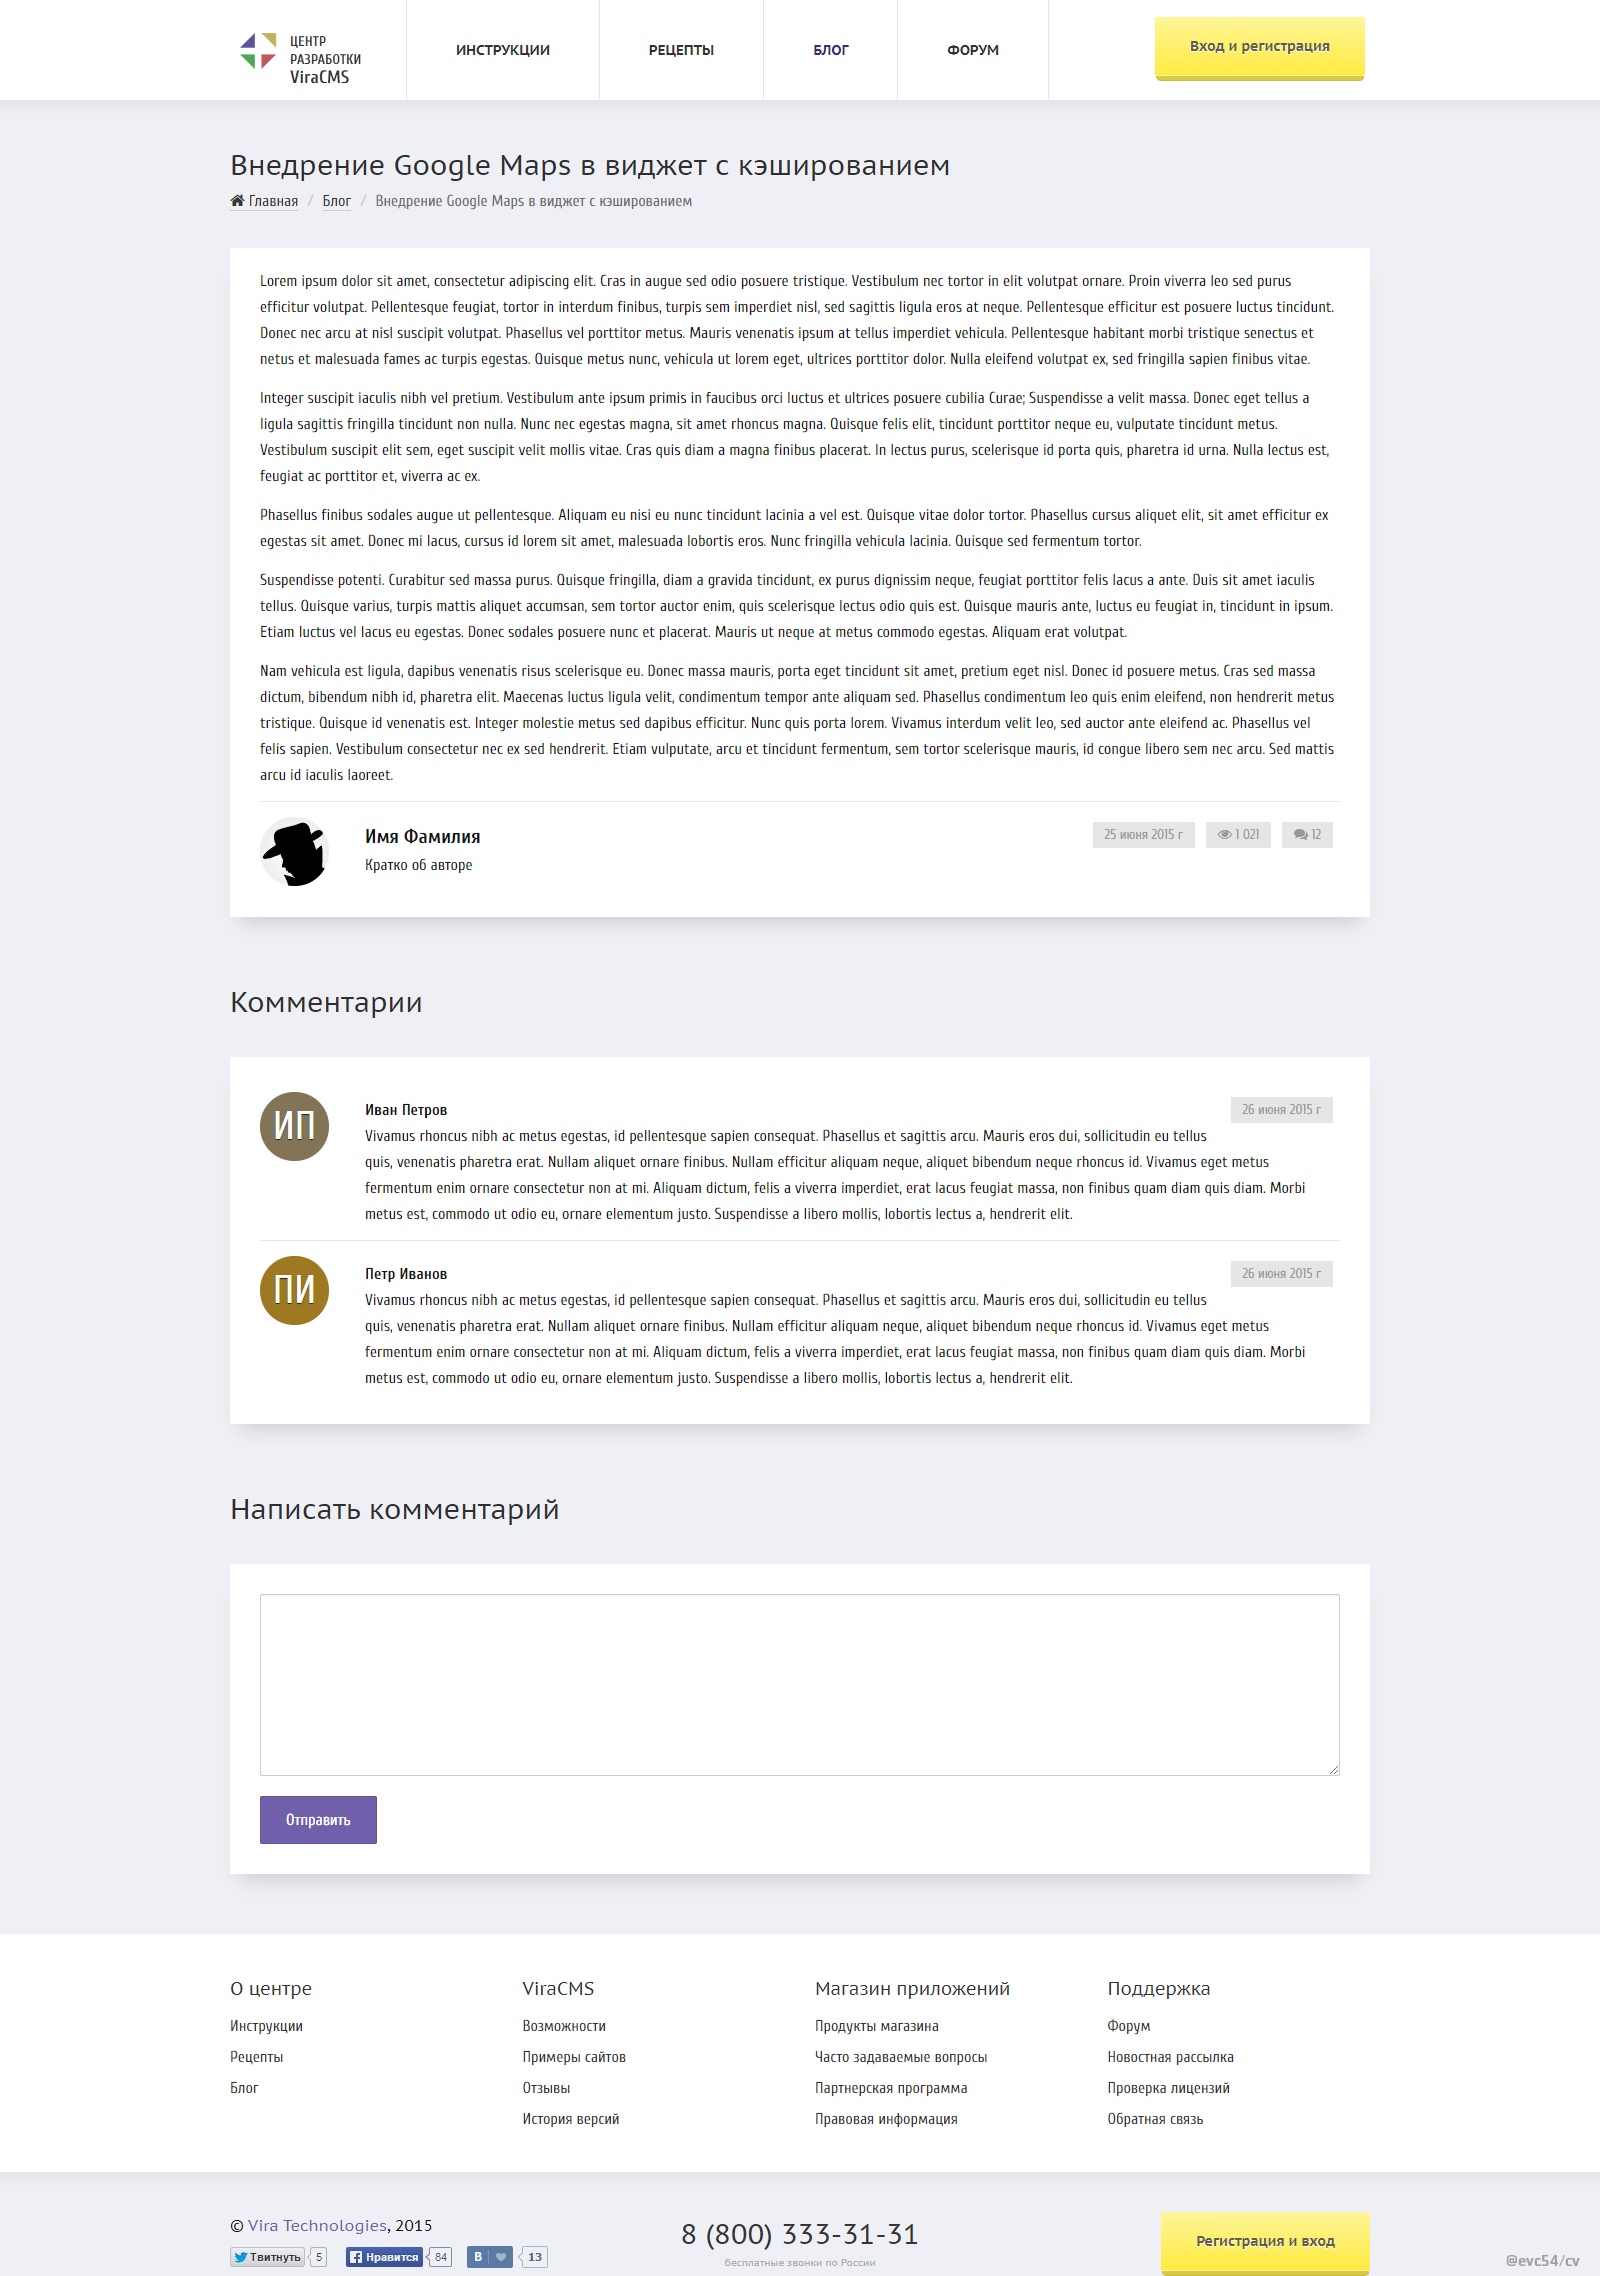 ЦЕНТР
РАЗРАБОТКИ
ViraCMS
ИНСТРУКЦИИ
РЕЦЕПТЫ
БЛОГ
ФОРУМ
Вход и регистрация
Внедрение Google Maps в виджет с кэшированием
Главная / Блог / Внедрение Google Maps в виджет с кэшированием
Lorem ipsum dolor sit amet, consectetur adipiscing elit. Cras in augue sed odio posuere tristique. Vestibulum nec tortor in elit volutpat ornare. Proin viverra leo sed purus
efficitur volutpat. Pellentesque feugiat, tortor in interdum finibus, turpis sem imperdiet nisl, sed sagittis ligula eros at neque. Pellentesque efficitur est posuere luctus tincidunt.
Donec nec arcu at nisl suscipit volutpat. Phasellus vel porttitor metus. Mauris venenatis ipsum at tellus imperdiet vehicula. Pellentesque habitant morbi tristique senectus et
netus et malesuada fames ac turpis egestas. Quisque metus nunc, vehicula ut lorem eget, ultrices porttitor dolor. Nulla eleifend volutpat ex, sed fringilla sapien finibus vitae.
Integer suscipit iaculis nibh vel pretium. Vestibulum ante ipsum primis in faucibus orci luctus et ultrices posuere cubilia Curae; Suspendisse a velit massa. Donec eget tellus a
ligula sagittis fringilla tincidunt non nulla. Nunc nec egestas magna, sit amet rhoncus magna. Quisque felis elit, tincidunt porttitor neque eu, vulputate tincidunt metus.
Vestibulum suscipit elit sem, eget suscipit velit mollis vitae. Cras quis diam a magna finibus placerat. In lectus purus, scelerisque id porta quis, pharetra id urna. Nulla lectus est,
feugiat ac porttitor et, viverra ac ex.
Phasellus finibus sodales augue ut pellentesque. Aliquam eu nisi eu nunc tincidunt lacinia a vel est. Quisque vitae dolor tortor. Phasellus cursus aliquet elit, sit amet efficitur ex
egestas sit amet. Donec mi lacus, cursus id lorem sit amet, malesuada lobortis eros. Nunc fringilla vehicula lacinia. Quisque sed fermentum tortor.
Suspendisse potenti. Curabitur sed massa purus. Quisque fringilla, diam a gravida tincidunt, ex purus dignissim neque, feugiat porttitor felis lacus a ante. Duis sit amet iaculis
tellus. Quisque varius, turpis mattis aliquet accumsan, sem tortor auctor enim, quis scelerisque lectus odio quis est. Quisque mauris ante, luctus eu feugiat in, tincidunt in ipsum.
Etiam luctus vel lacus eu egestas. Donec sodales posuere nunc et placerat. Mauris ut neque at metus commodo egestas. Aliquam erat volutpat.
Nam vehicula est ligula, dapibus venenatis risus scelerisque eu. Donec massa mauris, porta eget tincidunt sit amet, pretium eget nisl. Donec id posuere metus. Cras sed massa
dictum, bibendum nibh id, pharetra elit. Maecenas luctus ligula velit, condimentum tempor ante aliquam sed. Phasellus condimentum leo quis enim eleifend, non hendrerit metus
tristique. Quisque id venenatis est. Integer molestie metus sed dapibus efficitur. Nunc quis porta lorem. Vivamus interdum velit leo, sed auctor ante eleifend ac. Phasellus vel
felis sapien. Vestibulum consectetur nec ex sed hendrerit. Etiam vulputate, arcu et tincidunt fermentum, sem tortor scelerisque mauris, id congue libero sem nec arcu. Sed mattis
arcu id iaculis laoreet.
Имя Фамилия
Кратко об авторе
25 июня 2015 г
1 021
12
Комментарии
ИП
Иван Петров
26 июня 2015 г
Vivamus rhoncus nibh ac metus egestas, id pellentesque sapien consequat. Phasellus et sagittis arcu. Mauris eros dui, sollicitudin eu tellus
quis, venenatis pharetra erat. Nullam aliquet ornare finibus. Nullam efficitur aliquam neque, aliquet bibendum neque rhoncus id. Vivamus eget metus
fermentum enim ornare consectetur non at mi. Aliquam dictum, felis a viverra imperdiet, erat lacus feugiat massa, non finibus quam diam quis diam. Morbi
metus est, commodo ut odio eu, ornare elementum justo. Suspendisse a libero mollis, lobortis lectus a, hendrerit elit.
ПИ
Петр Иванов
26 июня 2015 г
Vivamus rhoncus nibh ac metus egestas, id pellentesque sapien consequat. Phasellus et sagittis arcu. Mauris eros dui, sollicitudin eu tellus
quis, venenatis pharetra erat. Nullam aliquet ornare finibus. Nullam efficitur aliquam neque, aliquet bibendum neque rhoncus id. Vivamus eget metus
fermentum enim ornare consectetur non at mi. Aliquam dictum, felis a viverra imperdiet, erat lacus feugiat massa, non finibus quam diam quis diam. Morbi
metus est, commodo ut odio eu, ornare elementum justo. Suspendisse a libero mollis, lobortis lectus a, hendrerit elit.
Написать комментарий
Отправить
О центре
Инструкции
Рецепты
Блог
ViraCMS
Возможности
Примеры сайтов
Отзывы
История версий
Магазин приложений
Продукты магазина
Часто задаваемые вопросы
Партнерская программа
Правовая информация
Поддержка
Форум
Новостная рассылка
Проверка лицензий
Обратная связь
© Vira Technologies, 2015
Твитнуть 5
Нравится 84
В 13
8 (800) 333-31-31
бесплатные звонки по России
Регистрация и вход
@evc54/cv